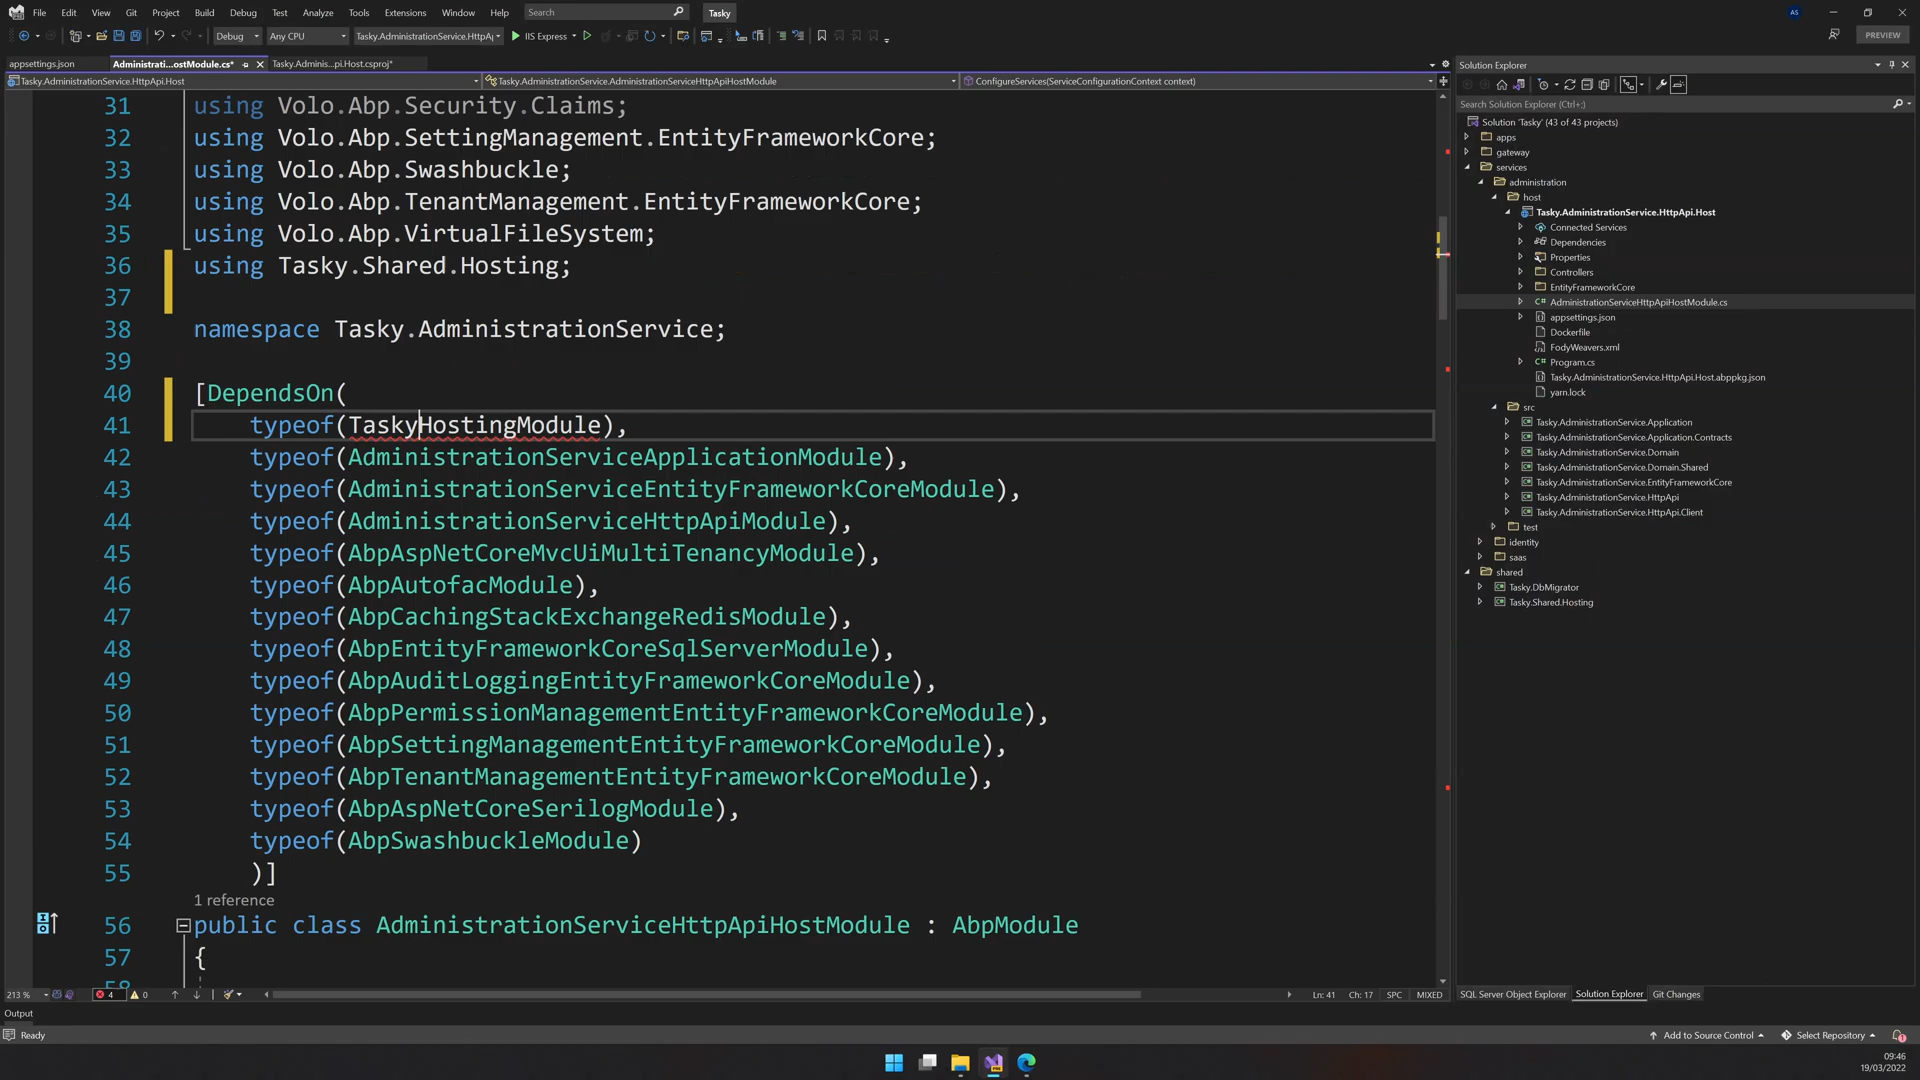 File Edit View Git Project Build Debug Test Analyze Tools Extensions Window Help Search Tasky AS
Debug Any CPU Tasky.AdministrationService.HttpA IIS Express PREVIEW
appsettings.json Administrati...ostModule.cs* Tasky.Adminis...pi.Host.csproj*
Tasky.AdministrationService.HttpApi.Host Tasky.AdministrationService.AdministrationServiceHttpApiHostModule ConfigureServices(ServiceConfigurationContext context)
31 using Volo.Abp.Security.Claims;
32 using Volo.Abp.SettingManagement.EntityFrameworkCore;
33 using Volo.Abp.Swashbuckle;
34 using Volo.Abp.TenantManagement.EntityFrameworkCore;
35 using Volo.Abp.VirtualFileSystem;
36 using Tasky.Shared.Hosting;
37
38 namespace Tasky.AdministrationService;
39
40 [DependsOn(
41 typeof(TaskyHostingModule),
42 typeof(AdministrationServiceApplicationModule),
43 typeof(AdministrationServiceEntityFrameworkCoreModule),
44 typeof(AdministrationServiceHttpApiModule),
45 typeof(AbpAspNetCoreMvcUiMultiTenancyModule),
46 typeof(AbpAutofacModule),
47 typeof(AbpCachingStackExchangeRedisModule),
48 typeof(AbpEntityFrameworkCoreSqlServerModule),
49 typeof(AbpAuditLoggingEntityFrameworkCoreModule),
50 typeof(AbpPermissionManagementEntityFrameworkCoreModule),
51 typeof(AbpSettingManagementEntityFrameworkCoreModule),
52 typeof(AbpTenantManagementEntityFrameworkCoreModule),
53 typeof(AbpAspNetCoreSerilogModule),
54 typeof(AbpSwashbuckleModule)
55 )]
1 reference
56 public class AdministrationServiceHttpApiHostModule : AbpModule
57 {
58
213 % 4 0 Ln: 41 Ch: 17 SPC MIXED
Output
Ready
Solution Explorer
Search Solution Explorer (Ctrl+;)
Solution 'Tasky' (43 of 43 projects)
apps
gateway
services
administration
host
Tasky.AdministrationService.HttpApi.Host
Connected Services
Dependencies
Properties
Controllers
EntityFrameworkCore
AdministrationServiceHttpApiHostModule.cs
appsettings.json
Dockerfile
FodyWeavers.xml
Program.cs
Tasky.AdministrationService.HttpApi.Host.abppkg.json
yarn.lock
src
Tasky.AdministrationService.Application
Tasky.AdministrationService.Application.Contracts
Tasky.AdministrationService.Domain
Tasky.AdministrationService.Domain.Shared
Tasky.AdministrationService.EntityFrameworkCore
Tasky.AdministrationService.HttpApi
Tasky.AdministrationService.HttpApi.Client
test
identity
saas
shared
Tasky.DbMigrator
Tasky.Shared.Hosting
SQL Server Object Explorer Solution Explorer Git Changes
Add to Source Control Select Repository
09:46
19/03/2022